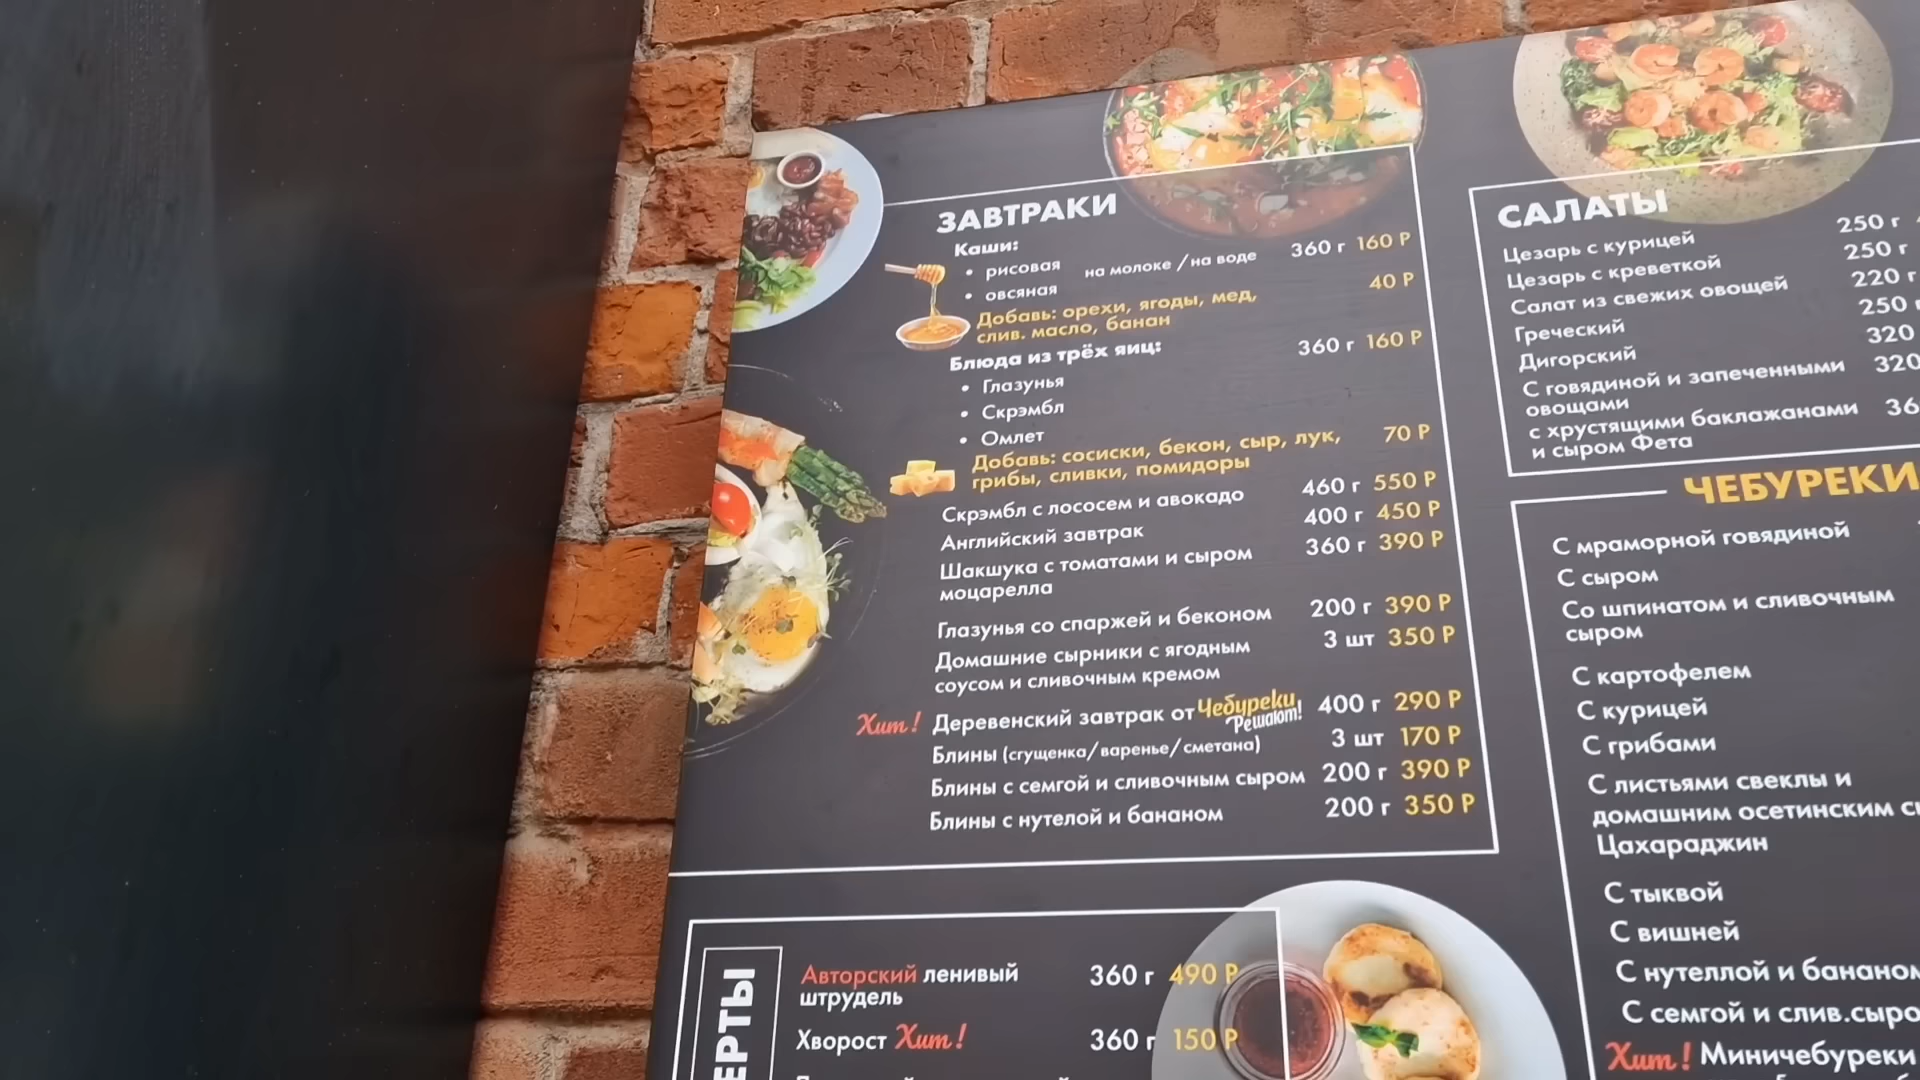 ЗАВТРАКИ
Каши:
• рисовая на молоке / на воде 360 г 160 Р
• овсяная
Добавь: орехи, ягоды, мед, 40 Р
слив. масло, банан
Блюда из трёх яиц: 360 г 160 Р
• Глазунья
• Скрэмбл
• Омлет
Добавь: сосиски, бекон, сыр, лук, 70 Р
грибы, сливки, помидоры
Скрэмбл с лососем и авокадо 460 г 550 Р
Английский завтрак 400 г 450 Р
Шакшука с томатами и сыром 360 г 390 Р
моцарелла
Глазунья со спаржей и беконом 200 г 390 Р
Домашние сырники с ягодным 3 шт 350 Р
соусом и сливочным кремом
Хит! Деревенский завтрак от Чебуреки Решают! 400 г 290 Р
Блины (сгущенка/варенье/сметана) 3 шт 170 Р
Блины с семгой и сливочным сыром 200 г 390 Р
Блины с нутелой и бананом 200 г 350 Р
ЕРТЫ
Авторский ленивый 360 г 490 Р
штрудель
Хворост Хит! 360 г 150 Р
САЛАТЫ
Цезарь с курицей 250 г
Цезарь с креветкой 250 г
Салат из свежих овощей 220 г
Греческий 250 г
Дигорский 320
С говядиной и запеченными 320
овощами
с хрустящими баклажанами 36
и сыром Фета
ЧЕБУРЕКИ
С мраморной говядиной
С сыром
Со шпинатом и сливочным
сыром
С картофелем
С курицей
С грибами
С листьями свеклы и
домашним осетинским сы
Цахараджин
С тыквой
С вишней
С нутеллой и бананом
С семгой и слив.сыро
Хит! Миничебуреки